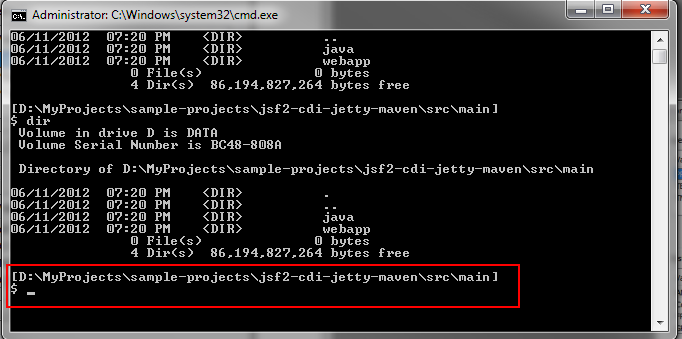 Administrator: C:\Windows\system32\cmd.exe
06/11/2012 07:20 PM <DIR> ..
06/11/2012 07:20 PM <DIR> java
06/11/2012 07:20 PM <DIR> webapp
0 File(s) 0 bytes
4 Dir(s) 86,194,827,264 bytes free
[D:\MyProjects\sample-projects\jsf2-cdi-jetty-maven\src\main]
$ dir
Volume in drive D is DATA
Volume Serial Number is BC48-808A
Directory of D:\MyProjects\sample-projects\jsf2-cdi-jetty-maven\src\main
06/11/2012 07:20 PM <DIR> .
06/11/2012 07:20 PM <DIR> ..
06/11/2012 07:20 PM <DIR> java
06/11/2012 07:20 PM <DIR> webapp
0 File(s) 0 bytes
4 Dir(s) 86,194,827,264 bytes free
[D:\MyProjects\sample-projects\jsf2-cdi-jetty-maven\src\main]
$ _